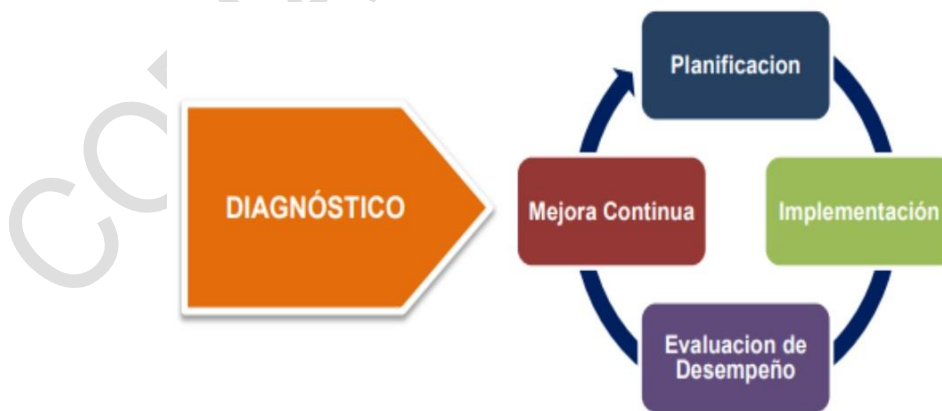 DIAGNÓSTICO
Planificacion
Implementación
Evaluacion de
Desempeño
Mejora Continua